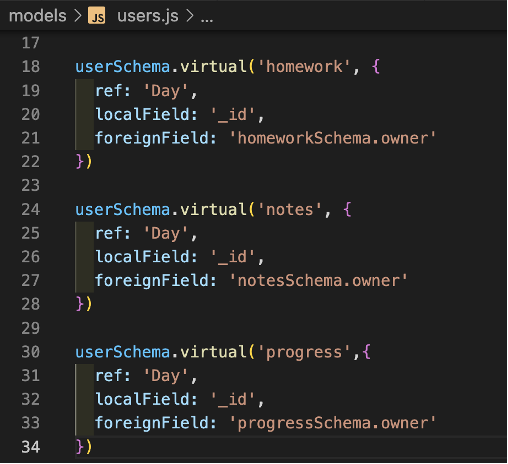 models > JS users.js > ...
17
18 userSchema.virtual('homework', {
19   ref: 'Day',
20   localField: '_id',
21   foreignField: 'homeworkSchema.owner'
22 })
23
24 userSchema.virtual('notes', {
25   ref: 'Day',
26   localField: '_id',
27   foreignField: 'notesSchema.owner'
28 })
29
30 userSchema.virtual('progress',{
31   ref: 'Day',
32   localField: '_id',
33   foreignField: 'progressSchema.owner'
34 })